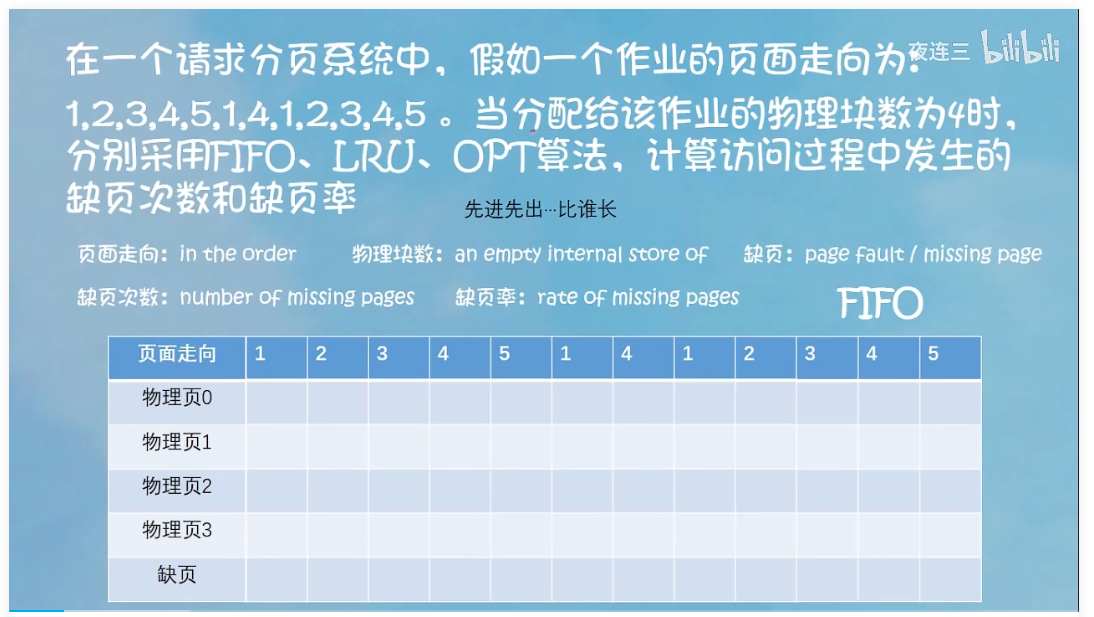 在一个请求分页系统中，假如一个作业的页面走向为:
夜连三 bilibili
1,2,3,4,5,1,4,1,2,3,4,5 。当分配给该作业的物理块数为4时，
分别采用FIFO、LRU、OPT算法，计算访问过程中发生的
缺页次数和缺页率
先进先出…比谁长
页面走向：in the order 物理块数：an empty internal store of 缺页：page fault / missing page
缺页次数：number of missing pages 缺页率：rate of missing pages
FIFO
页面走向 1 2 3 4 5 1 4 1 2 3 4 5
物理页0
物理页1
物理页2
物理页3
缺页